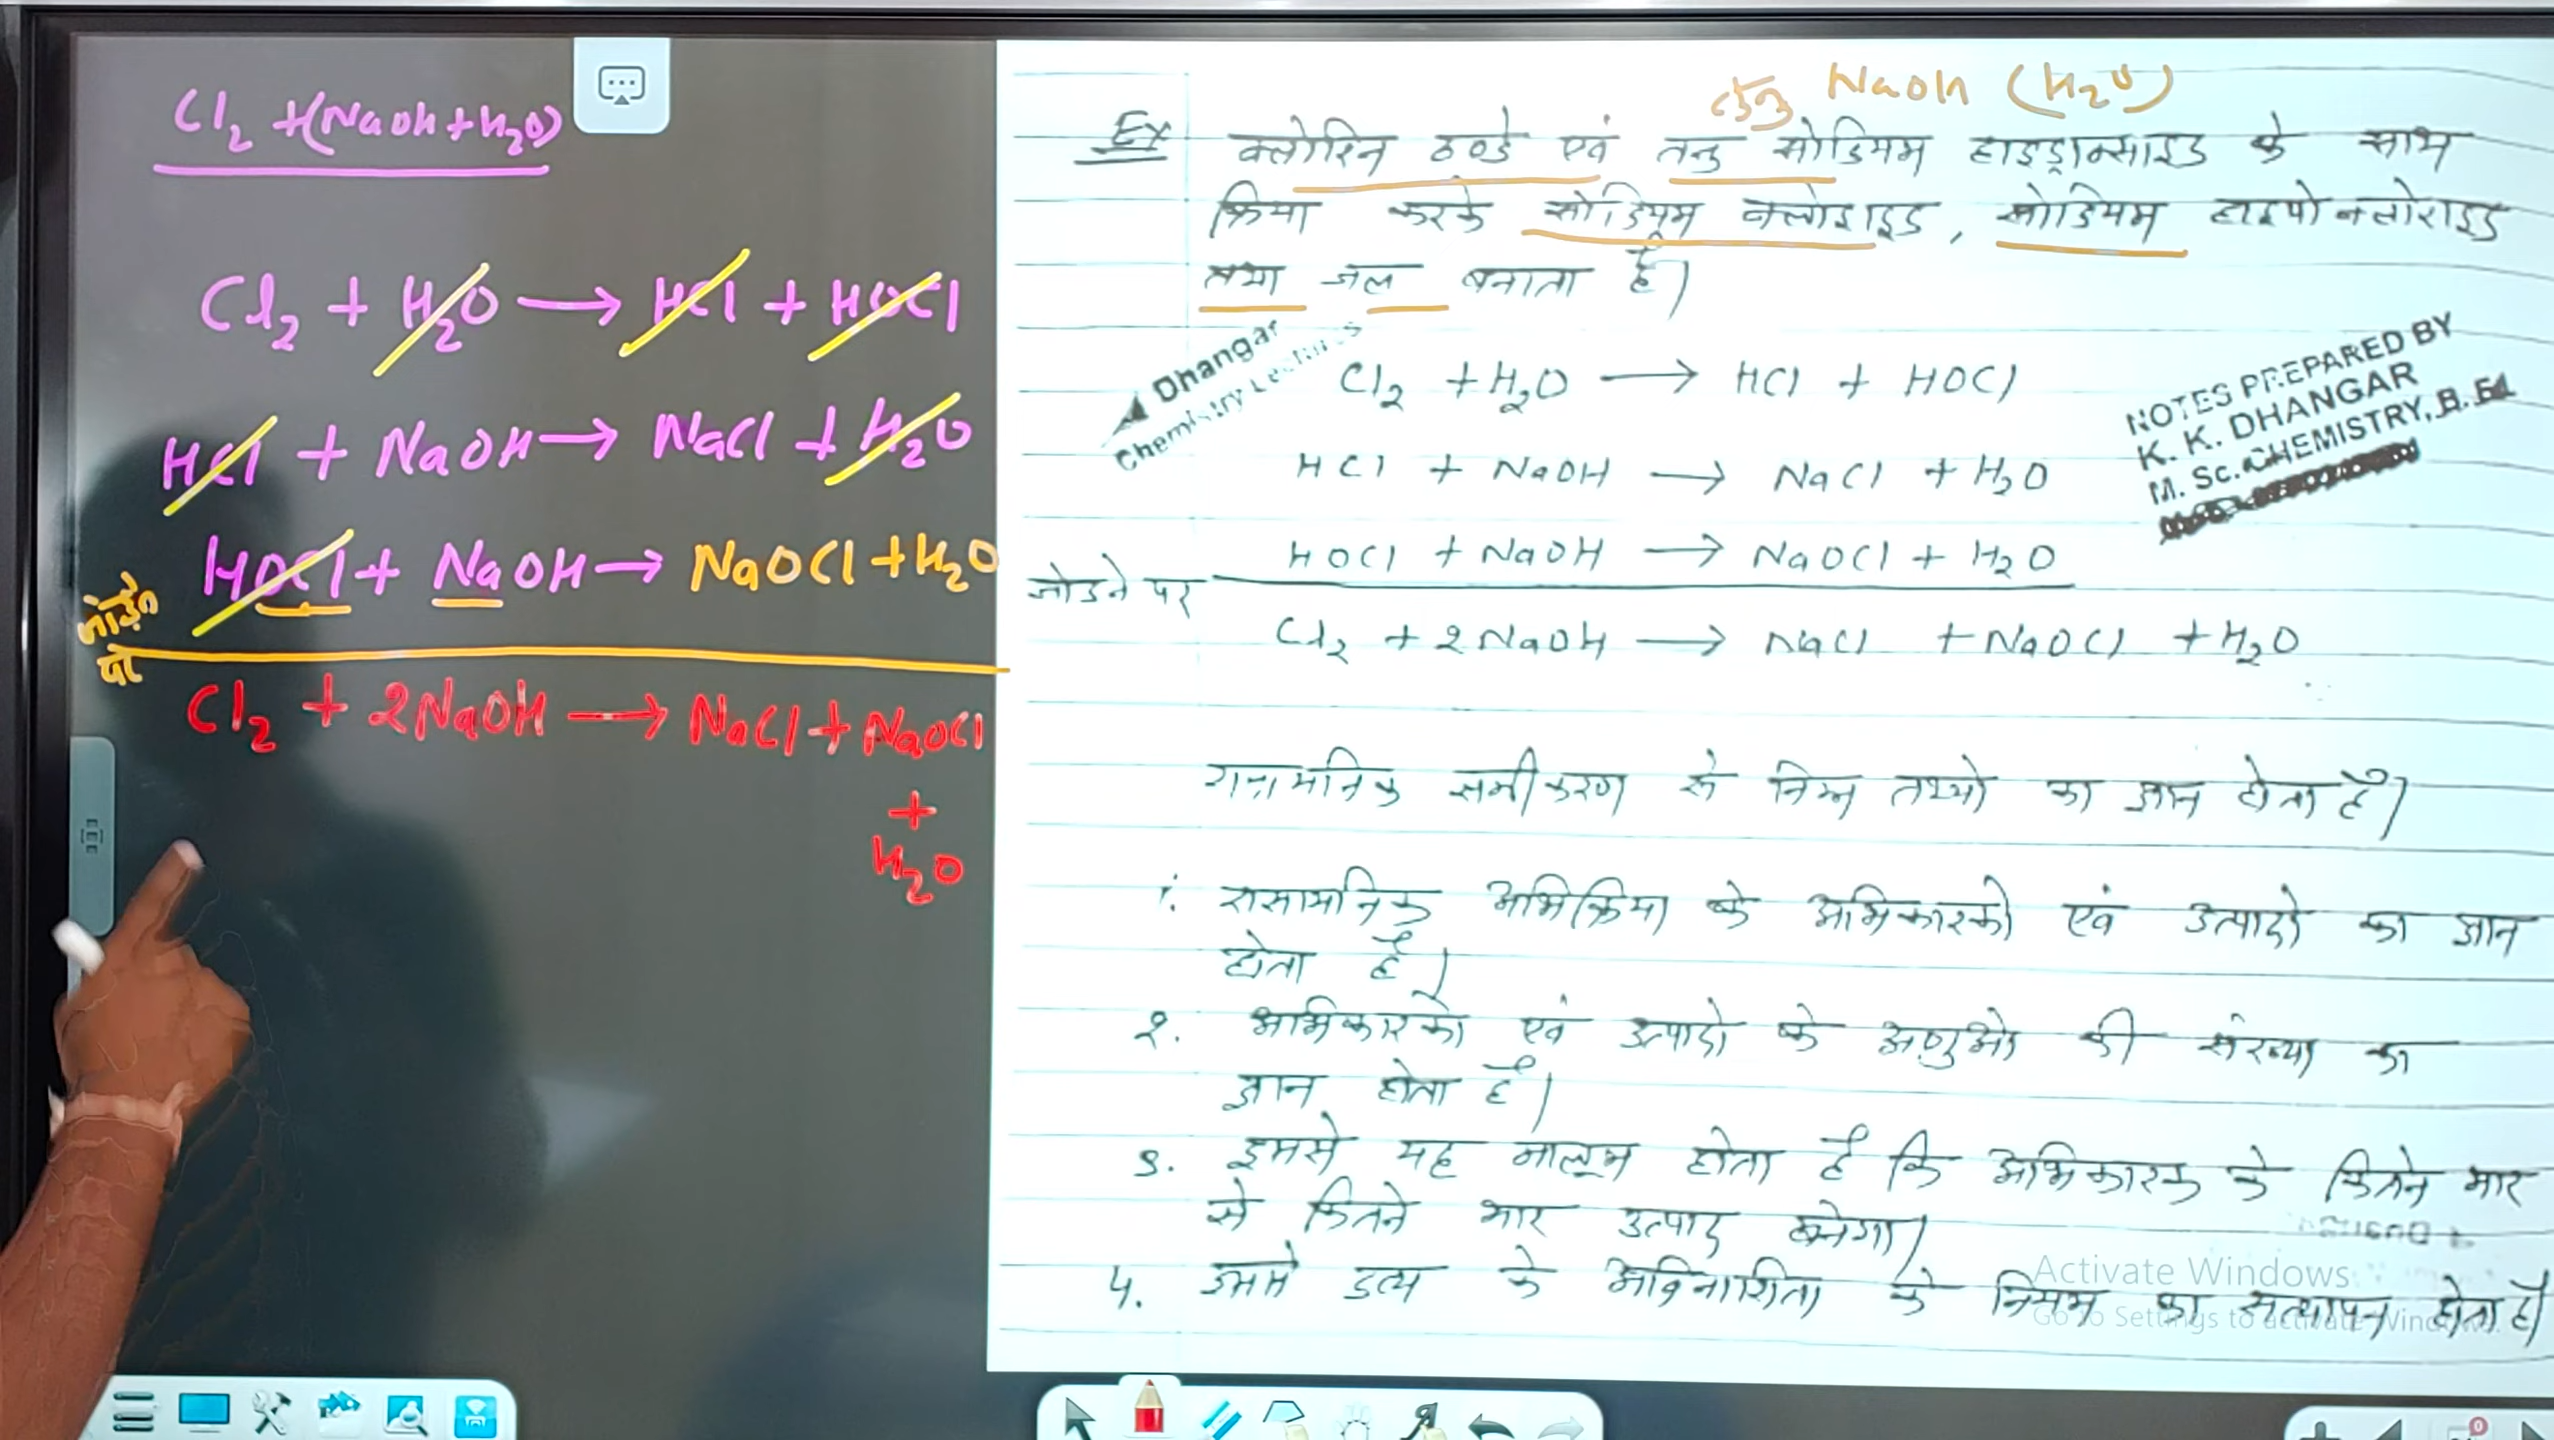 Cl₂ +(NaOH+H₂O)
Cl₂ + H₂O → HCl + HOCl
HCl + NaOH → NaCl + H₂O
HOCl + NaOH → NaOCl + H₂O
जोड़ने पर
Cl₂ + 2NaOH → NaCl + NaOCl
+
H₂O
तनु NaOH (H₂O)
Ex क्लोरिन ठण्डे एवं तनु सोडियम हाइड्राक्साइड के साथ
क्रिया करके सोडियम क्लोराइड, सोडियम हाइपोक्लोराइड
तथा जल बनाता है।
Dhangar
Chemistry Lectures
Cl₂ + H₂O → HCl + HOCl
NOTES PREPARED BY
K. K. DHANGAR
M. Sc. CHEMISTRY, B. Ed
HCl + NaOH → NaCl + H₂O
HOCl + NaOH → NaOCl + H₂O
जोडने पर
Cl₂ + 2NaOH → NaCl + NaOCl + H₂O
रासायनिक समीकरण से निम्न तथ्यो का ज्ञान होता है।
1. रासायनिक अभिक्रिया के अभिकारको एवं उत्पादो का ज्ञान
होता है।
2. अभिकारको एवं उत्पादो के अणुओ की संख्या का
ज्ञान होता है।
3. इससे यह मालूम होता है कि अभिकारक के कितने भार
से कितने भार उत्पाद बनेगा।
4. इससे द्रव्य के अविनाशिता के नियम का सत्यापन होता है।
Activate Windows
Go to Settings to activate Windows.